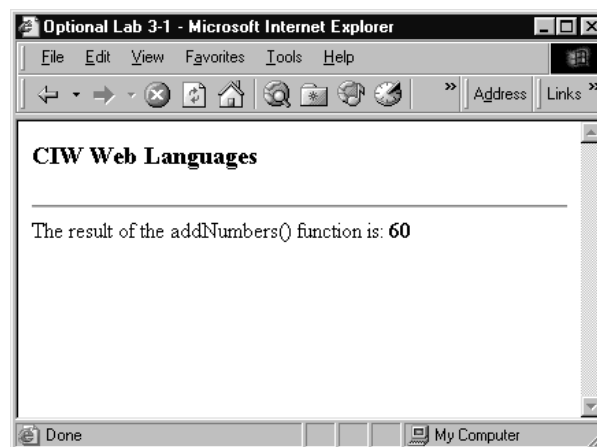 Optional Lab 3-1 - Microsoft Internet Explorer
File Edit View Favorites Tools Help
» Address Links »
CIW Web Languages
The result of the addNumbers() function is: 60
Done My Computer